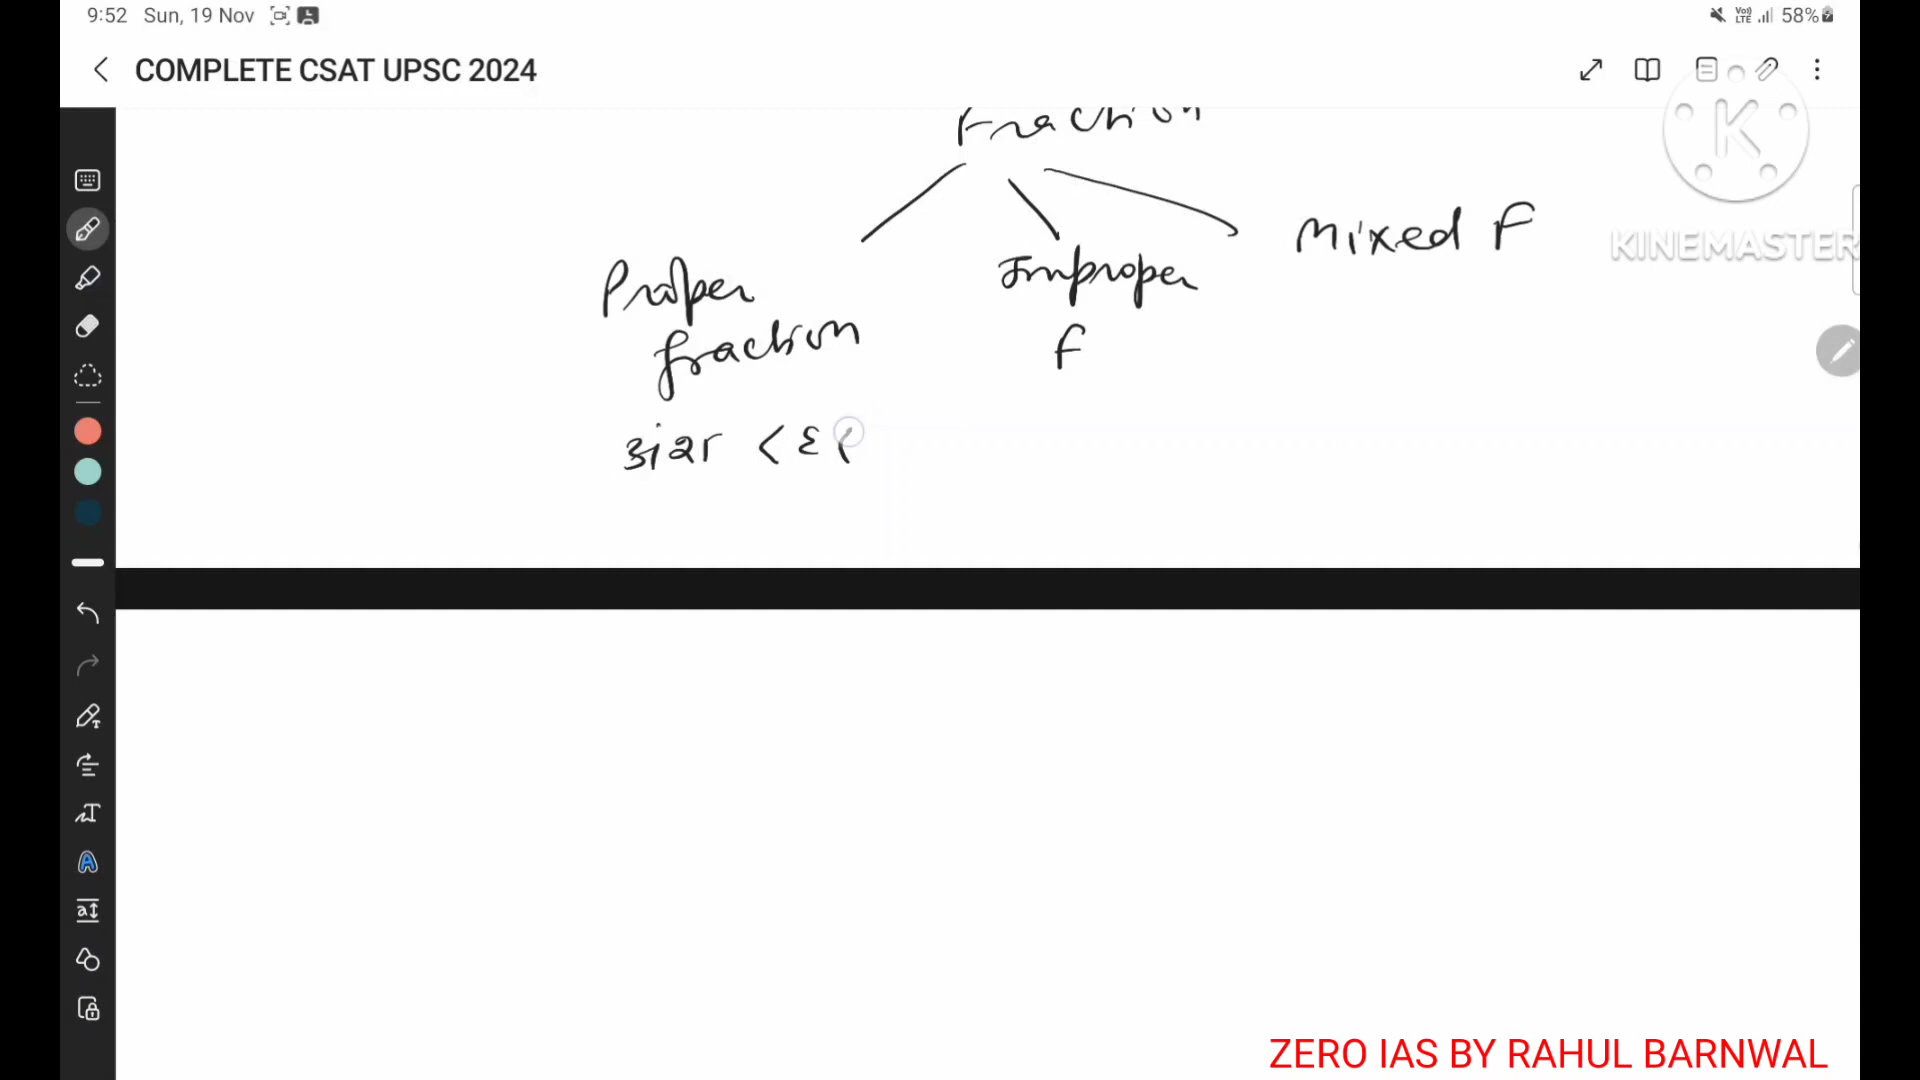 9:52 Sun, 19 Nov 58%
COMPLETE CSAT UPSC 2024
Fraction
K
KINEMASTER
Mixed F
Proper
fraction
Improper
F
अंश <
ZERO IAS BY RAHUL BARNWAL